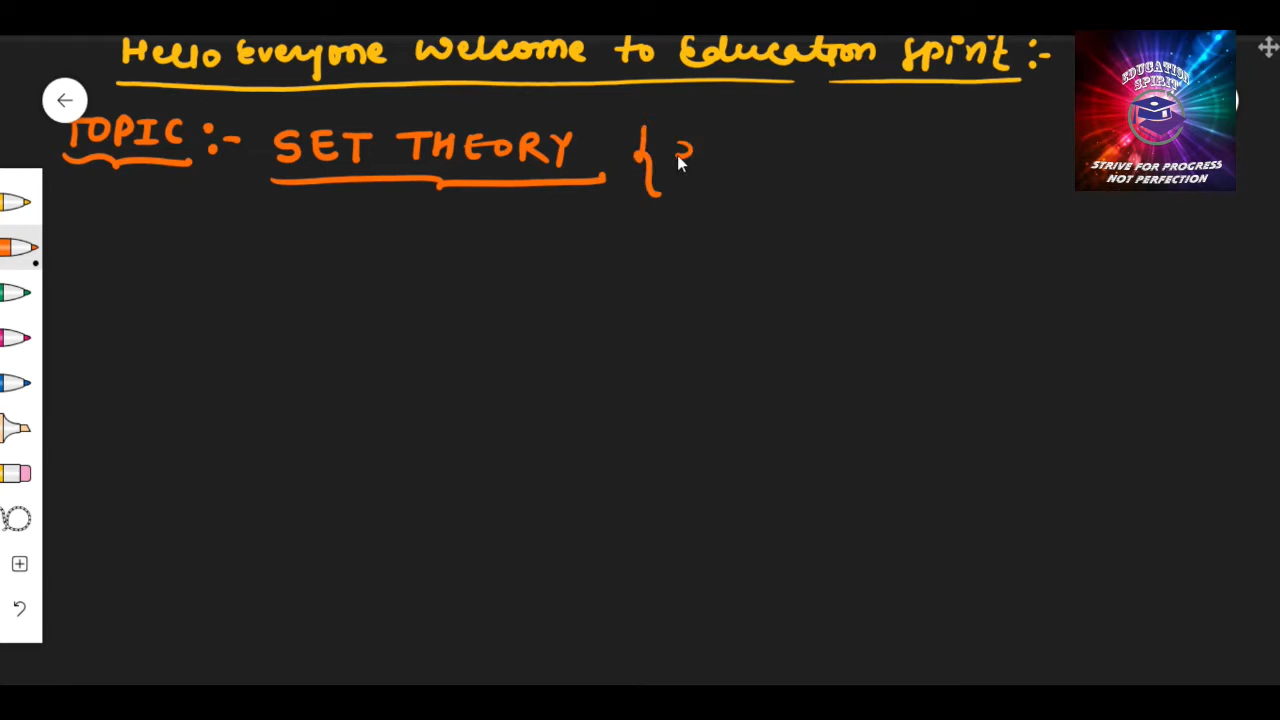 Hello Everyone Welcome to Education Spirit :-
TOPIC :- SET THEORY {
EDUCATION
SPIRIT
STRIVE FOR PROGRESS
NOT PERFECTION